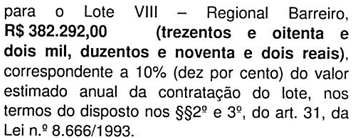 para o Lote VIII – Regional Barreiro,
R$ 382.292,00 (trezentos e oitenta e
dois mil, duzentos e noventa e dois reais),
correspondente a 10% (dez por cento) do valor
estimado anual da contratação do lote, nos
termos do disposto nos §§2º e 3º, do art. 31, da
Lei n.º 8.666/1993.